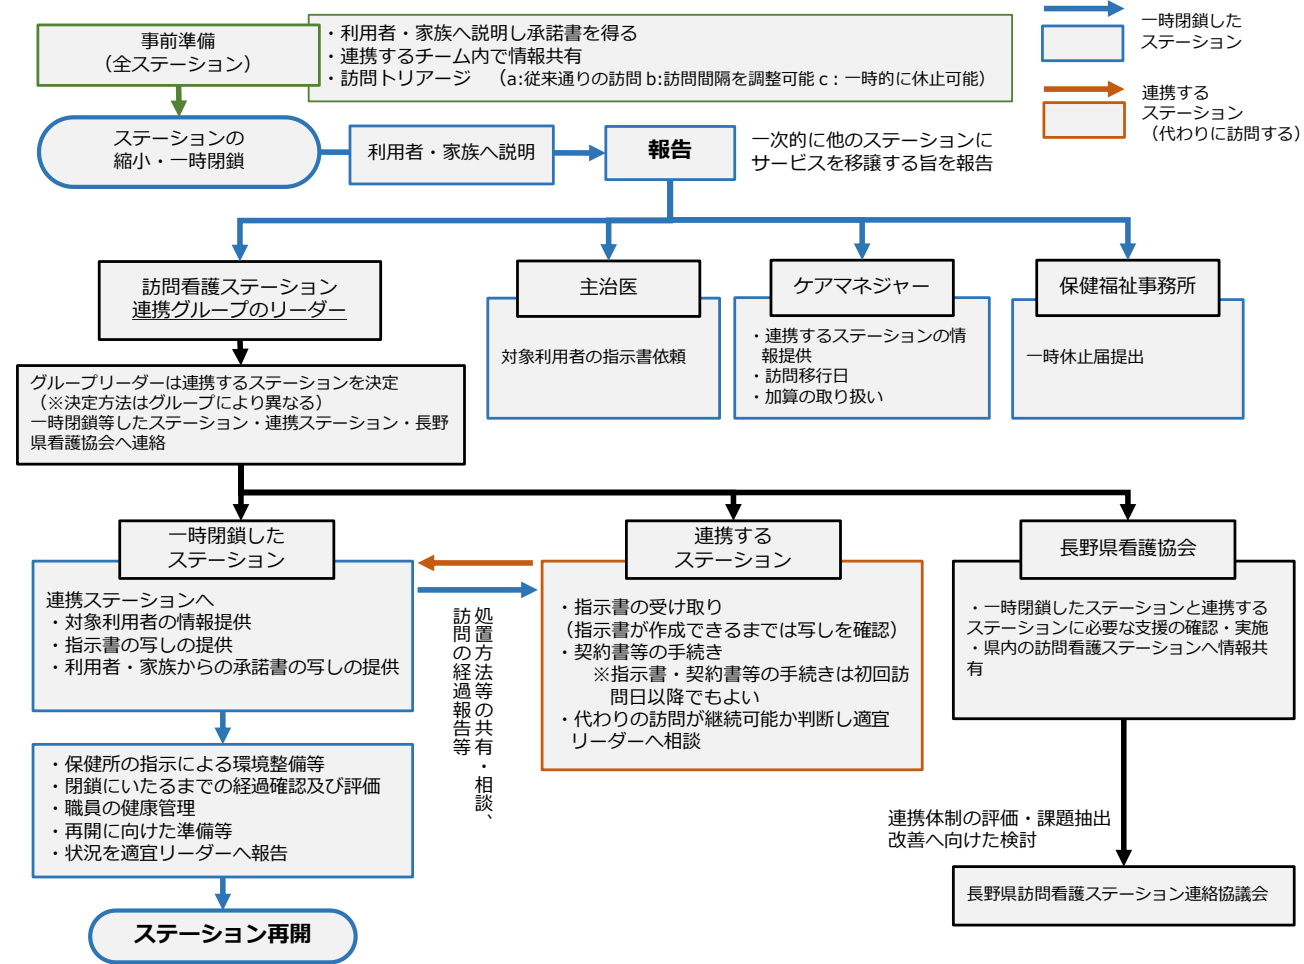 事前準備
（全ステーション）
・利用者・家族へ説明し承諾書を得る
・連携するチーム内で情報共有
・訪問トリアージ　（a:従来通りの訪問 b:訪問間隔を調整可能 c：一時的に休止可能）
一時閉鎖した
ステーション
連携する
ステーション
（代わりに訪問する）
ステーションの
縮小・一時閉鎖
利用者・家族へ説明
報告
一次的に他のステーションに
サービスを移譲する旨を報告
訪問看護ステーション
連携グループのリーダー
主治医
対象利用者の指示書依頼
ケアマネジャー
・連携するステーションの情
報提供
・訪問移行日
・加算の取り扱い
保健福祉事務所
一時休止届提出
グループリーダーは連携するステーションを決定
（※決定方法はグループにより異なる）
一時閉鎖等したステーション・連携ステーション・長野
県看護協会へ連絡
一時閉鎖した
ステーション
連携ステーションへ
・対象利用者の情報提供
・指示書の写しの提供
・利用者・家族からの承諾書の写しの提供
処置方法等の共有・相談、
訪問の経過報告等
連携する
ステーション
・指示書の受け取り
（指示書が作成できるまでは写しを確認）
・契約書等の手続き
※指示書・契約書等の手続きは初回訪
問日以降でもよい
・代わりの訪問が継続可能か判断し適宜
リーダーへ相談
長野県看護協会
・一時閉鎖したステーションと連携する
ステーションに必要な支援の確認・実施
・県内の訪問看護ステーションへ情報共
有
・保健所の指示による環境整備等
・閉鎖にいたるまでの経過確認及び評価
・職員の健康管理
・再開に向けた準備等
・状況を適宜リーダーへ報告
連携体制の評価・課題抽出
改善へ向けた検討
長野県訪問看護ステーション連絡協議会
ステーション再開